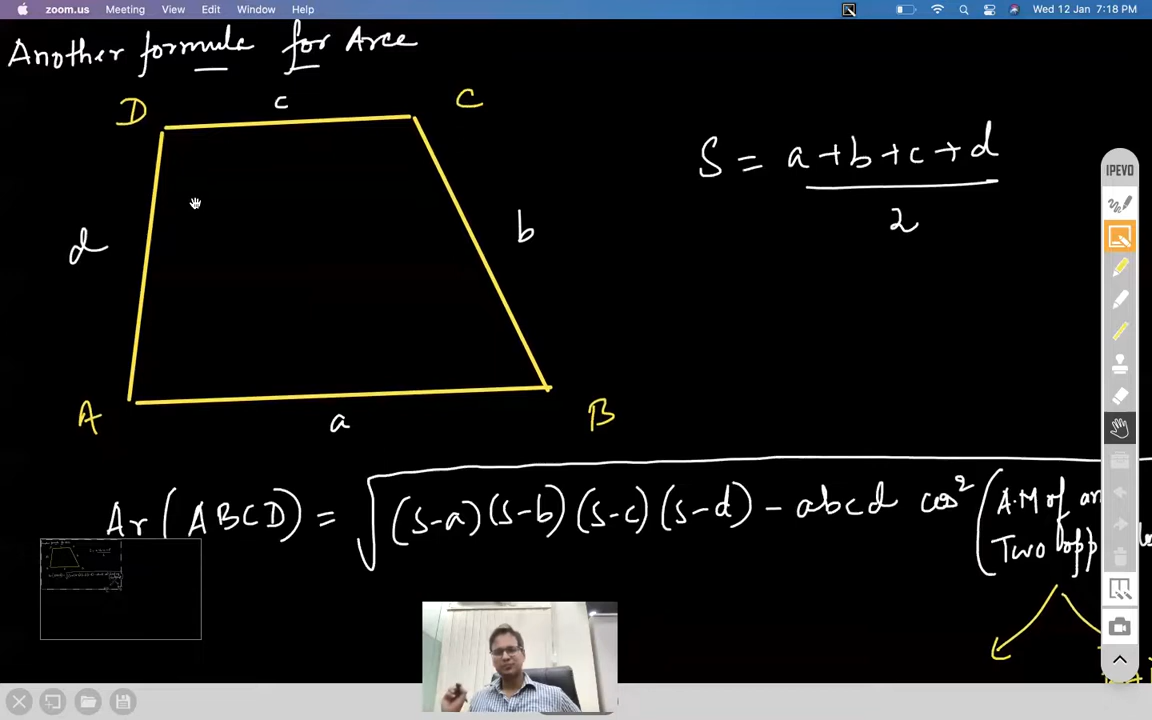 zoom.us Meeting View Edit Window Help Wed 12 Jan 7:18 PM
Another formula for Area
D c C
S = a+b+c+d
2
IPEVO
d b
A a B
Ar(ABCD) = √(s-a)(s-b)(s-c)(s-d) - abcd cos² (A.M of
Two opp